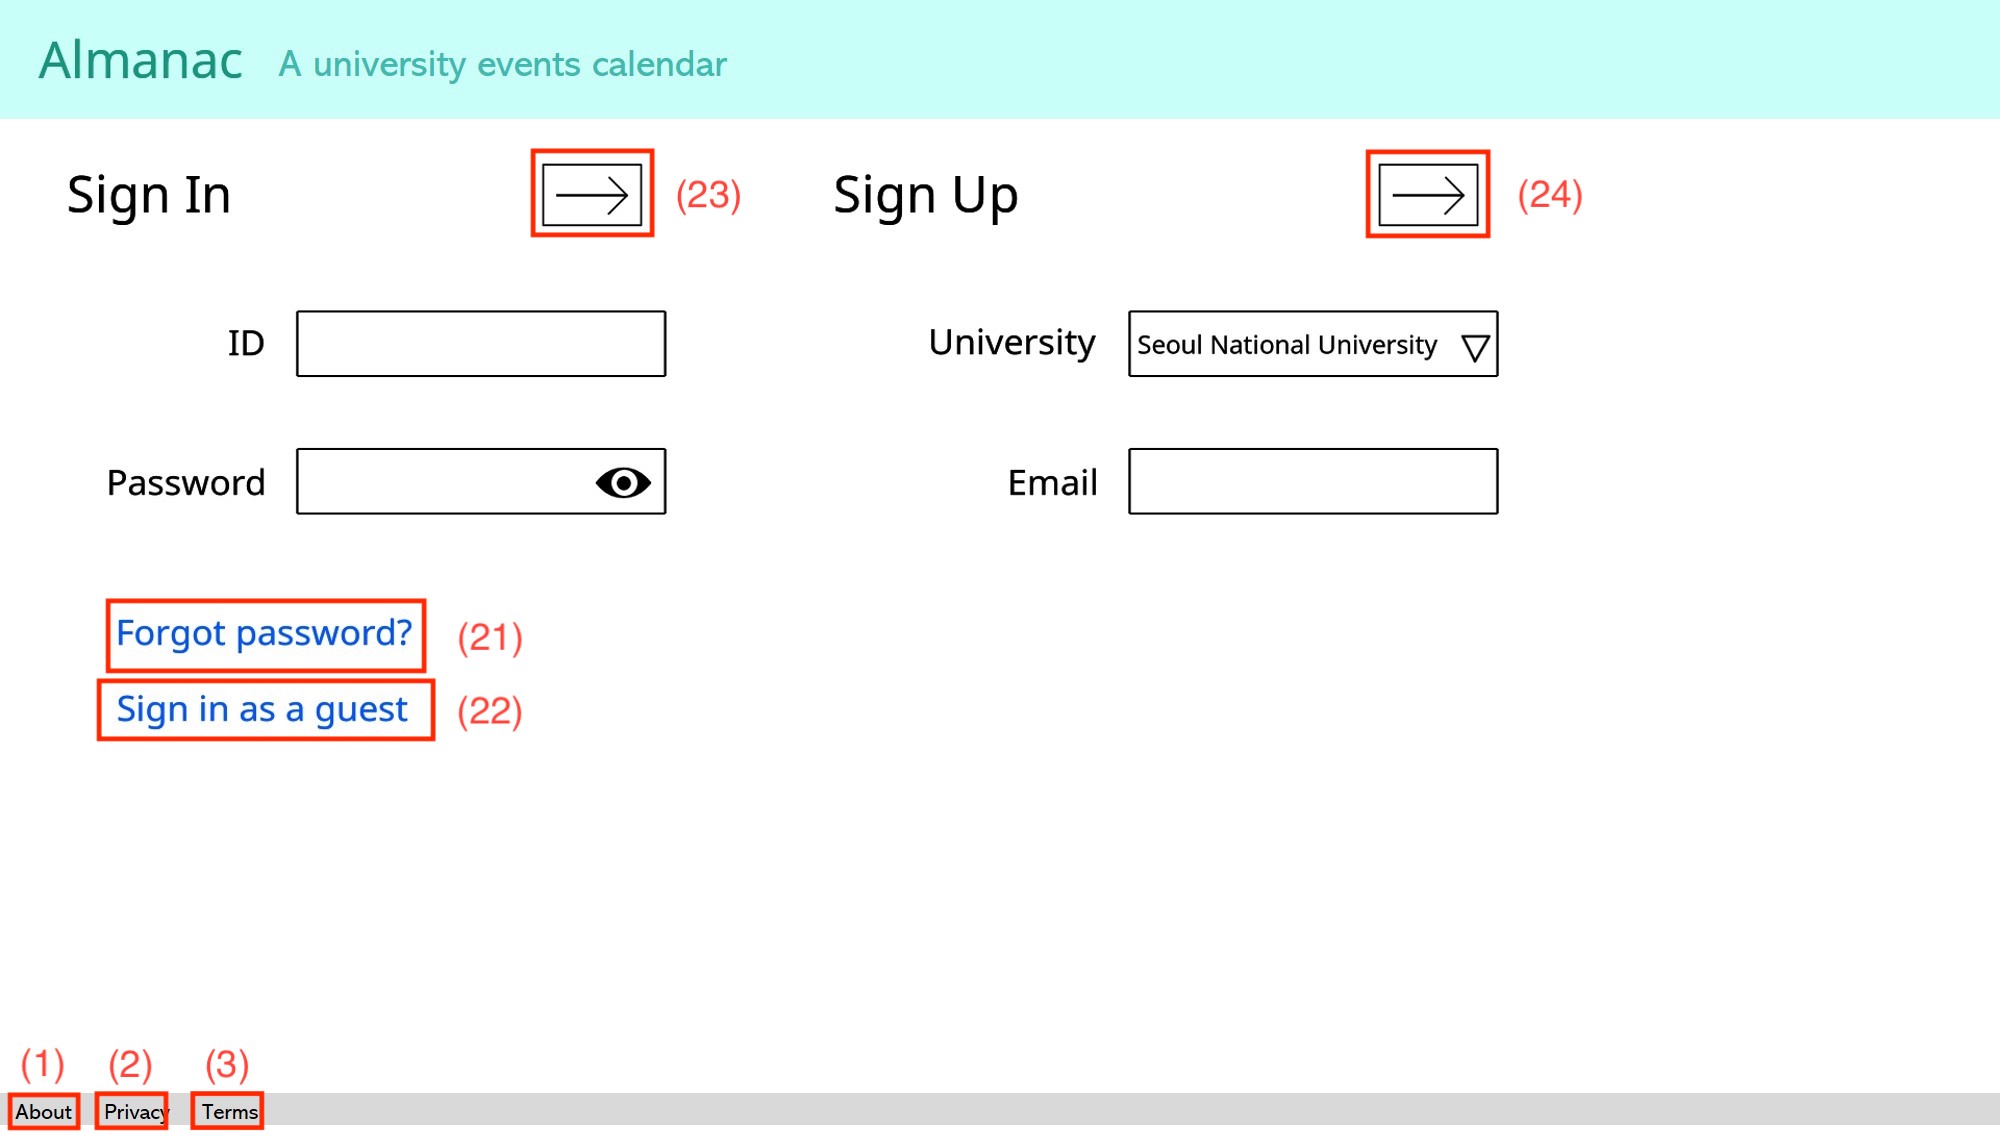 Almanac A university events calendar
Sign In (23)
Sign Up (24)
ID
University Seoul National University
Password
Email
Forgot password? (21)
Sign in as a guest (22)
(1) (2) (3)
About Privacy Terms